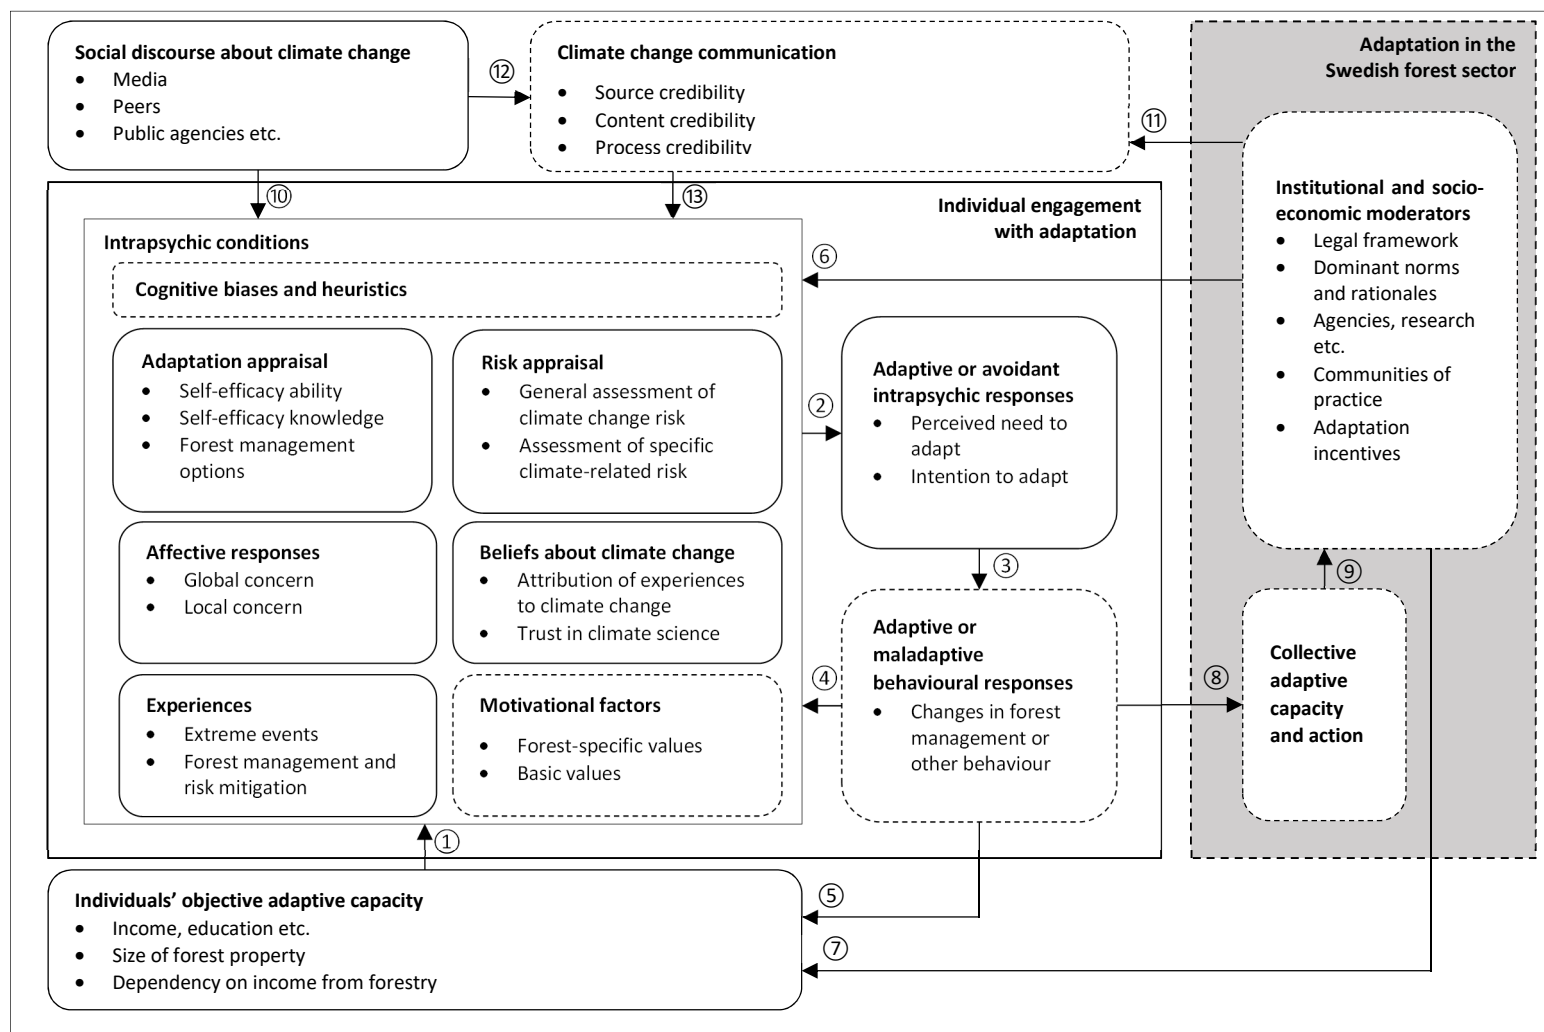 Social discourse about climate change
• Media
• Peers
• Public agencies etc.
⑫
Climate change communication
• Source credibility
• Content credibility
• Process credibility
Adaptation in the
Swedish forest sector
⑪
⑩
⑬
Individual engagement
with adaptation
Intrapsychic conditions
Cognitive biases and heuristics
⑥
Adaptation appraisal
• Self-efficacy ability
• Self-efficacy knowledge
• Forest management
options
Risk appraisal
• General assessment of
climate change risk
• Assessment of specific
climate-related risk
②
Adaptive or avoidant
intrapsychic responses
• Perceived need to
adapt
• Intention to adapt
Institutional and socio-
economic moderators
• Legal framework
• Dominant norms
and rationales
• Agencies, research
etc.
• Communities of
practice
• Adaptation
incentives
Affective responses
• Global concern
• Local concern
Beliefs about climate change
• Attribution of experiences
to climate change
• Trust in climate science
③
⑨
Experiences
• Extreme events
• Forest management and
risk mitigation
Motivational factors
• Forest-specific values
• Basic values
④
Adaptive or
maladaptive
behavioural responses
• Changes in forest
management or
other behaviour
⑧
Collective
adaptive
capacity
and action
①
Individuals’ objective adaptive capacity
• Income, education etc.
• Size of forest property
• Dependency on income from forestry
⑤
⑦